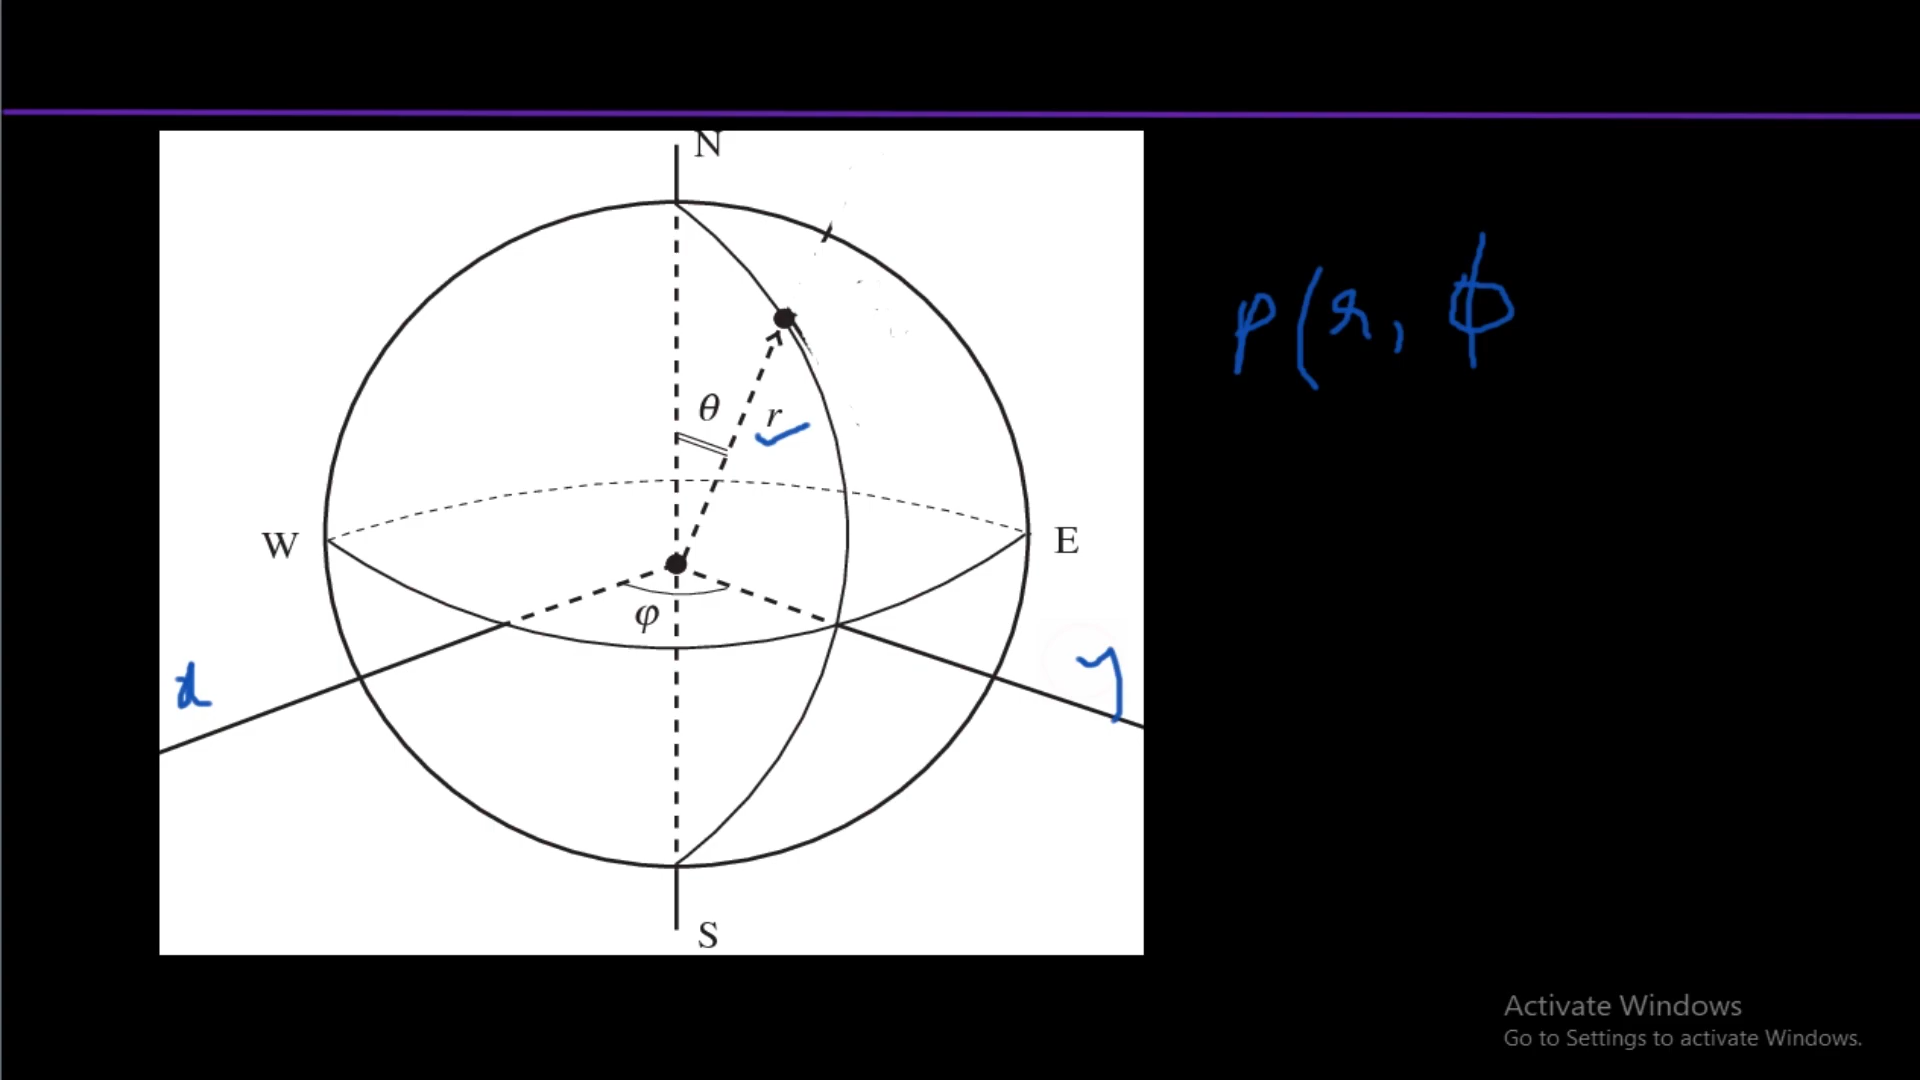 N
p(r, ϕ
θ
r
W
E
φ
y
S
Activate Windows
Go to Settings to activate Windows.